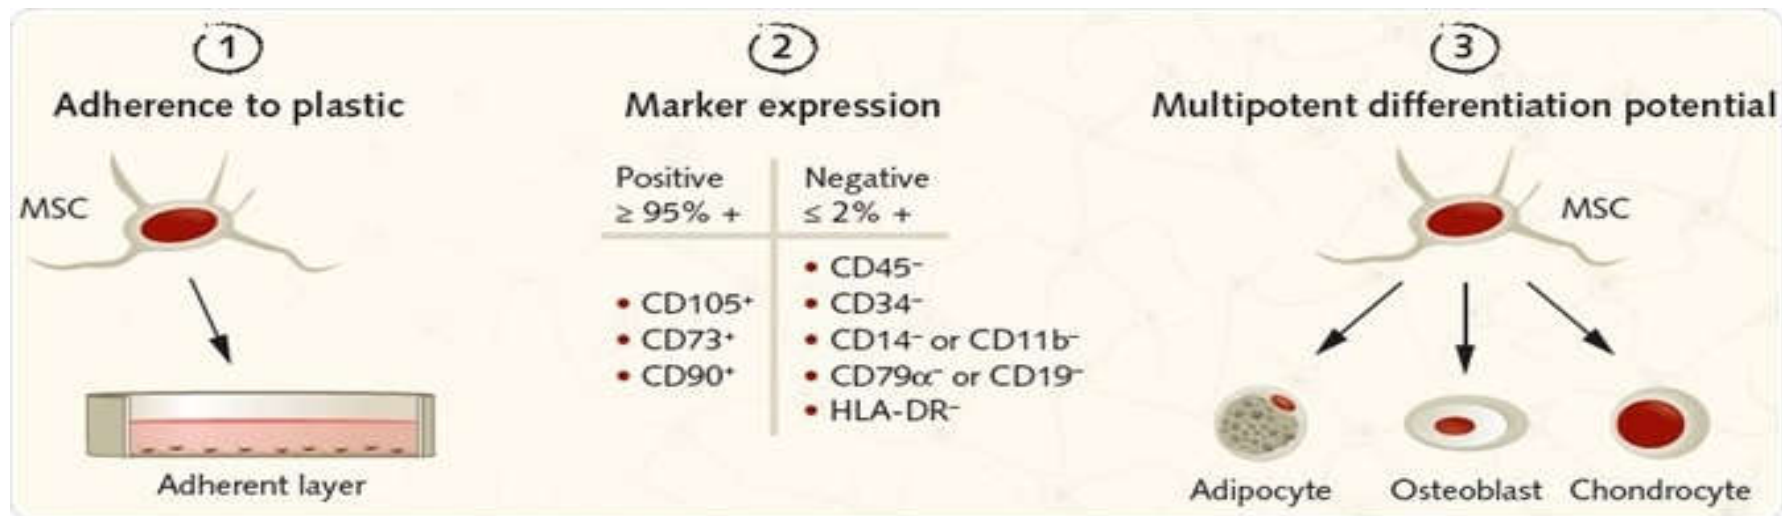 1
Adherence to plastic
MSC
Adherent layer
2
Marker expression
Positive
≥ 95% +
CD105⁺
CD73⁺
CD90⁺
Negative
≤ 2% +
CD45⁻
CD34⁻
CD14⁻ or CD11b⁻
CD79α⁻ or CD19⁻
HLA-DR⁻
3
Multipotent differentiation potential
MSC
Adipocyte
Osteoblast
Chondrocyte